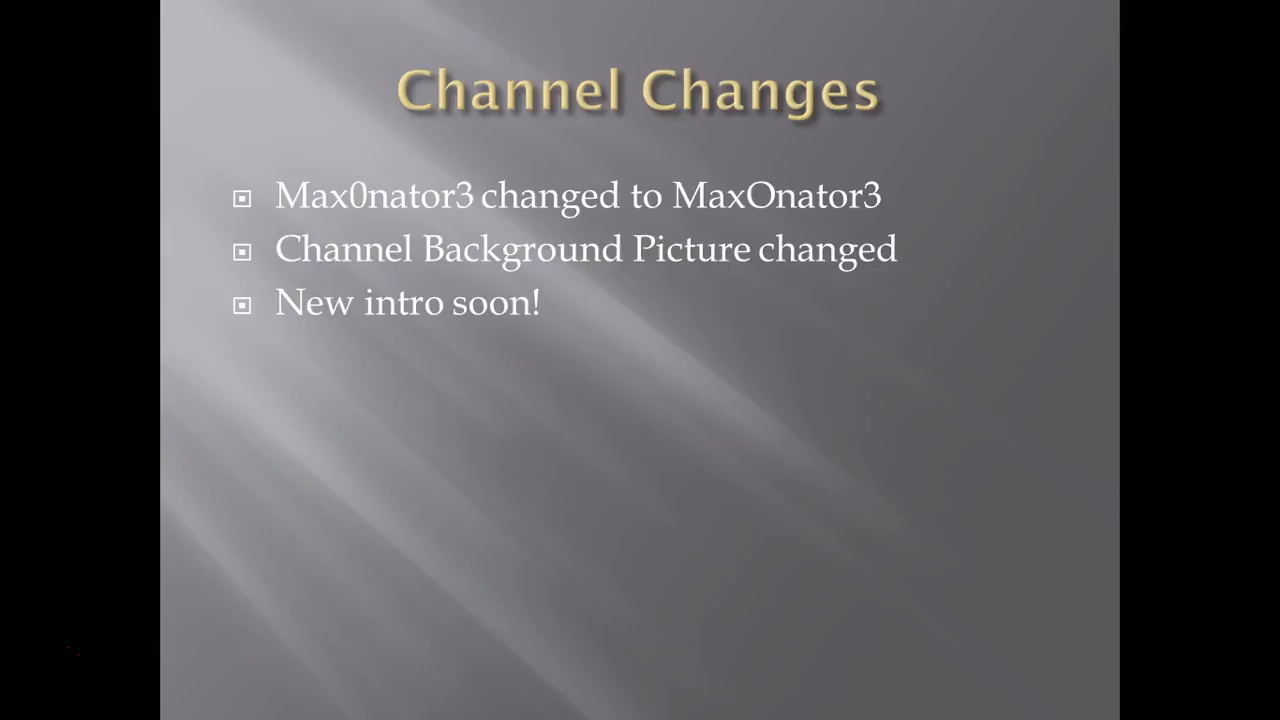 Channel Changes
Max0nator3 changed to MaxOnator3
Channel Background Picture changed
New intro soon!